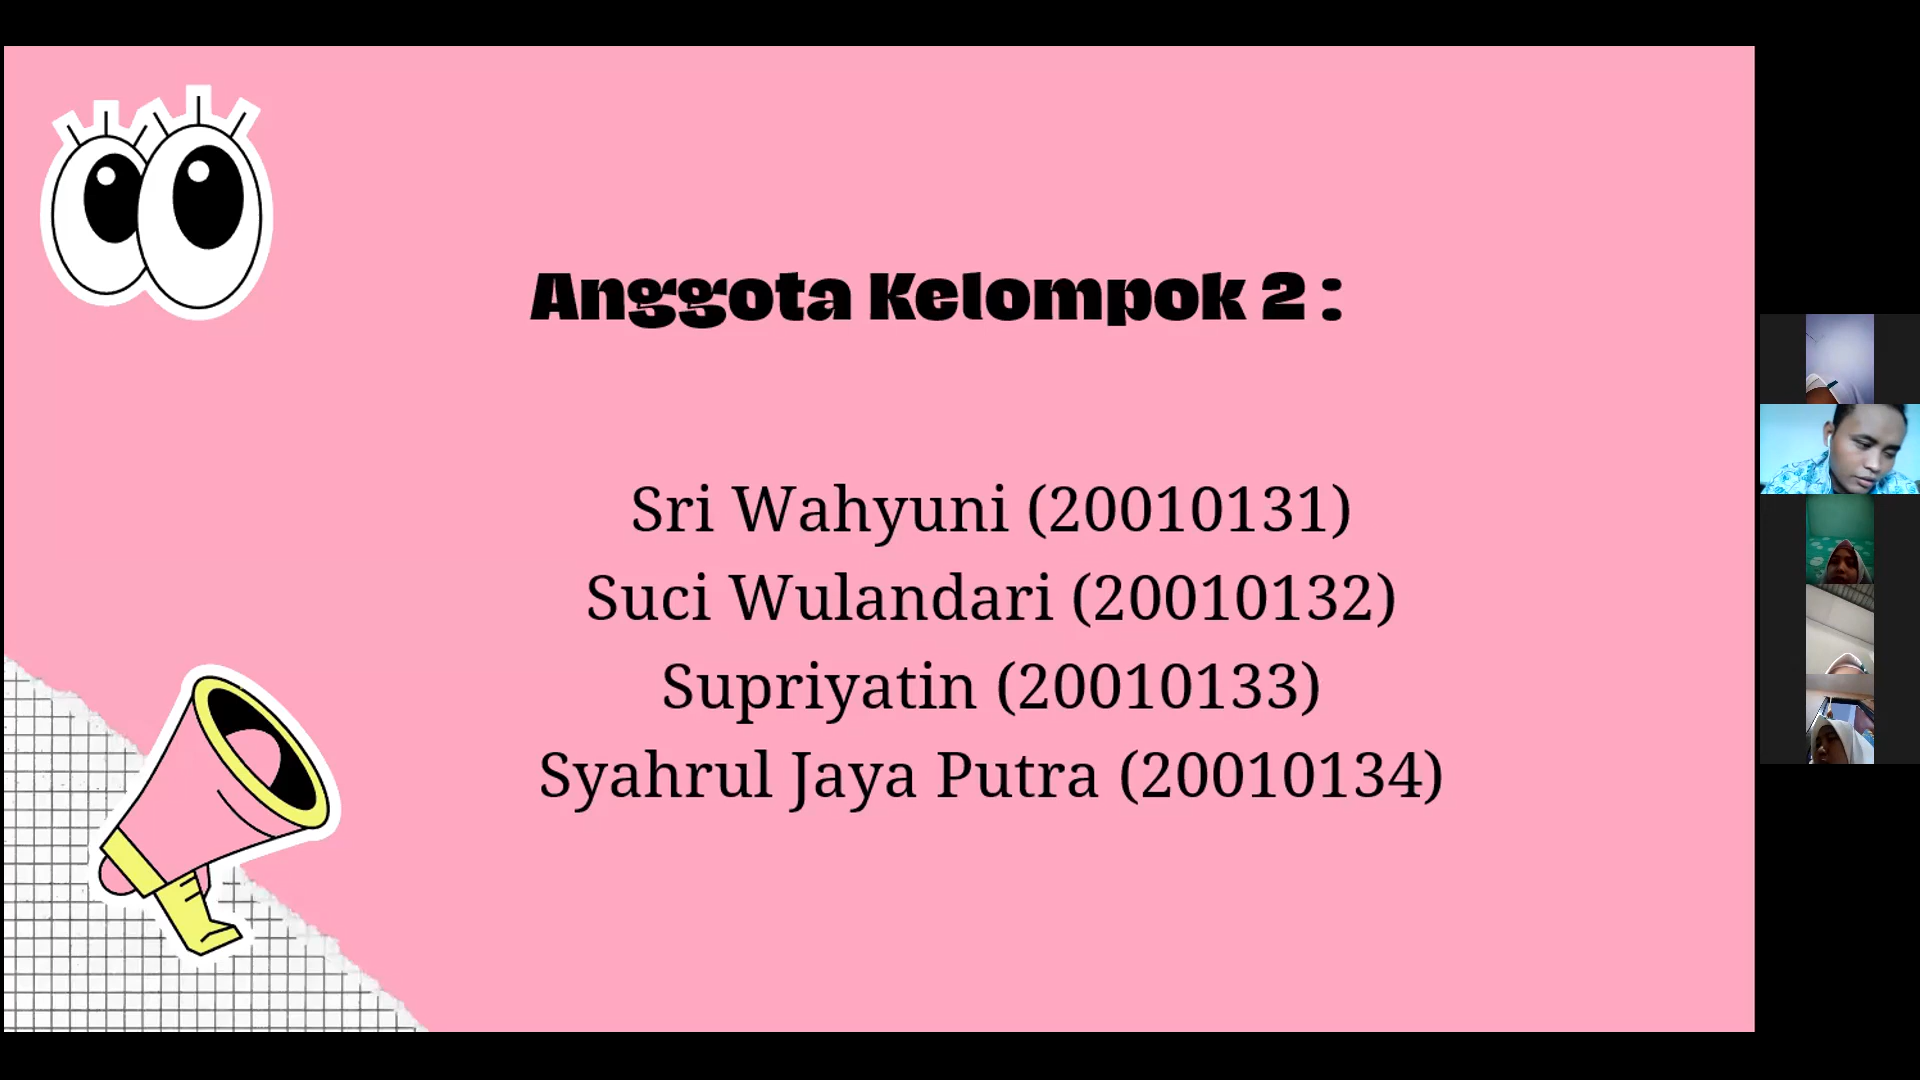 Anggota Kelompok 2 :
Sri Wahyuni (20010131)
Suci Wulandari (20010132)
Supriyatin (20010133)
Syahrul Jaya Putra (20010134)